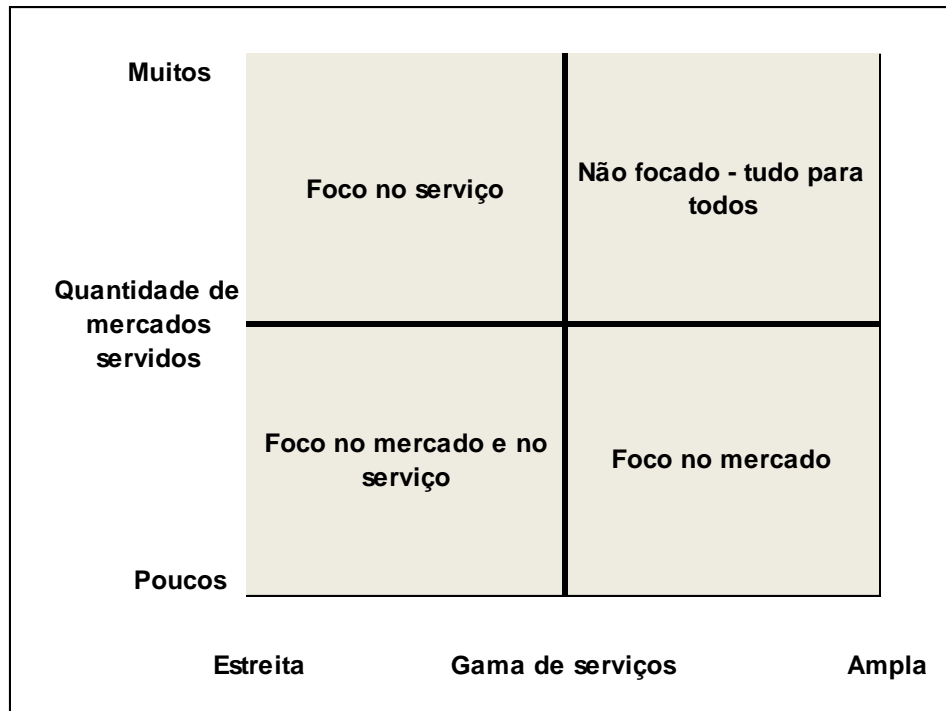 Muitos
Foco no serviço
Não focado - tudo para
todos
Quantidade de
mercados
servidos
Foco no mercado e no
serviço
Foco no mercado
Poucos
Estreita
Gama de serviços
Ampla